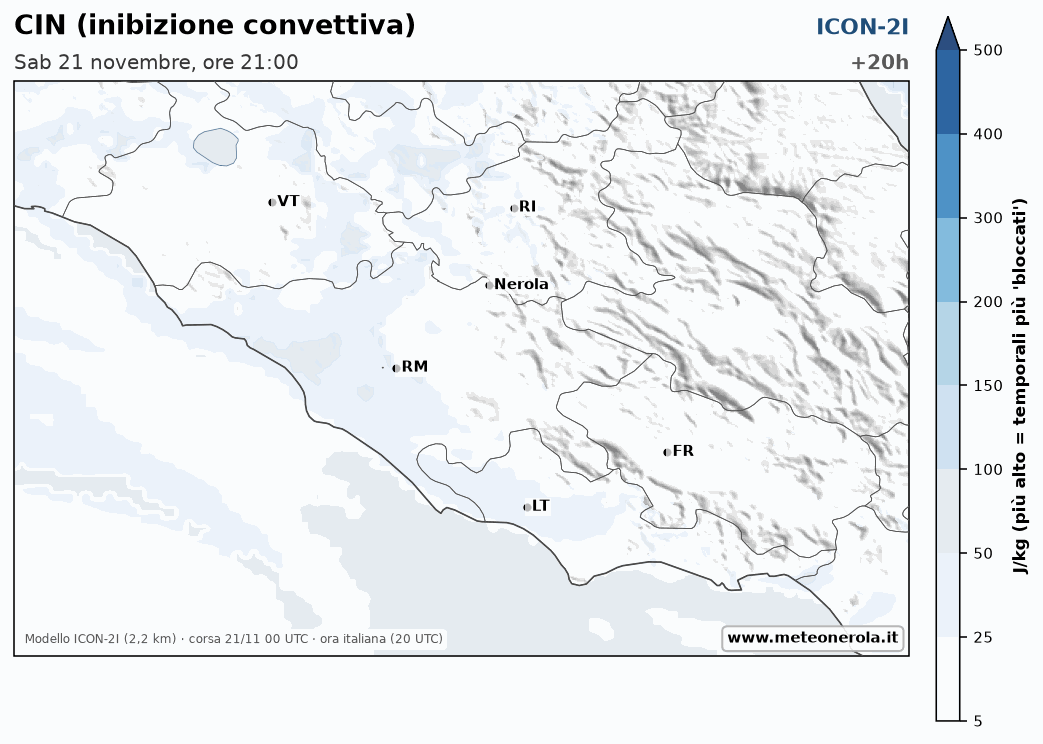 CIN (inibizione convettiva)
ICON-2I
Sab 21 novembre, ore 21:00
+20h
VT
RI
Nerola
RM
FR
LT
Modello ICON-2I (2,2 km) · corsa 21/11 00 UTC · ora italiana (20 UTC)
www.meteonerola.it
500
400
300
200
150
100
50
25
5
J/kg (più alto = temporali più 'bloccati')